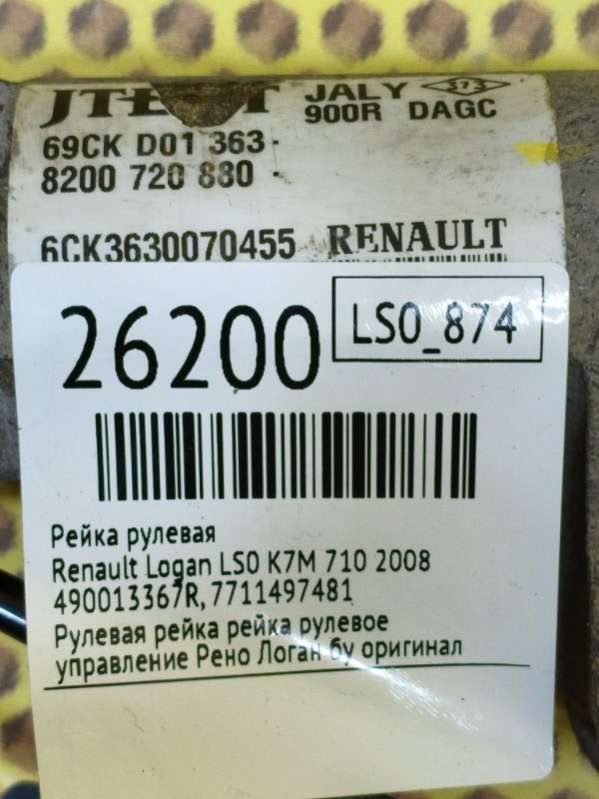 JALY 373
900R DAGC
69CK D01 363-
8200 720 880 -
6CK3630070455 RENAULT
26200
LS0_874
Рейка рулевая
Renault Logan LS0 K7M 710 2008
490013367R, 7711497481
Рулевая рейка рейка рулевое
управление Рено Логан бу оригинал